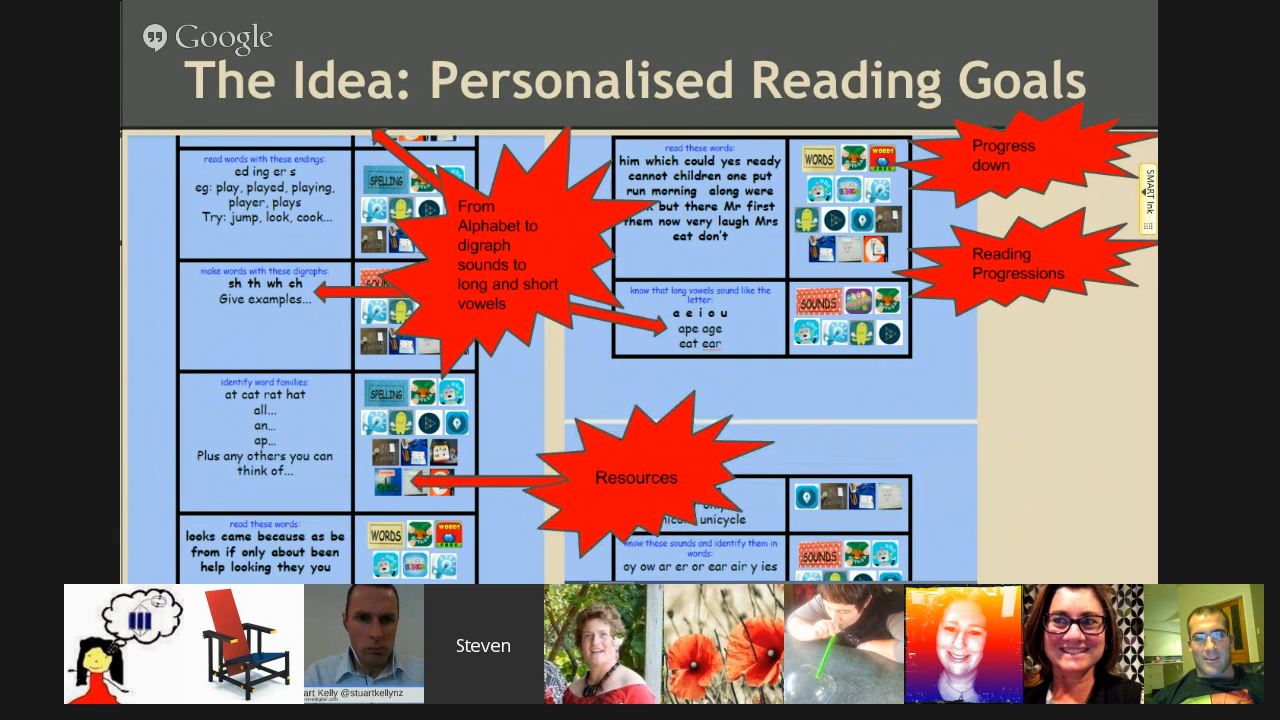 Google
The Idea: Personalised Reading Goals
read words with these endings:
ed ing er s
eg: play, played, playing,
player, plays
Try: jump, look, cook...
SPELLING
make words with these digraphs:
sh th wh ch
Give examples...
identify word families:
at cat rat hat
all...
an...
ap...
Plus any others you can
think of...
SPELLING
read these words:
looks came because as be
from if only about been
help looking they you
WORDS
WORDS
FREE
From
Alphabet to
digraph
sounds to
long and short
vowels
read these words:
him which could yes ready
cannot children one put
run morning along were
but there Mr first
them now very laugh Mrs
eat don't
WORDS
WORDS
FREE
know that long vowels sound like the
letter:
a e i o u
ape age
eat ear
SOUNDS
Progress
down
Reading
Progressions
SMART Ink
Resources
unicycle
know these sounds and identify them in
words:
oy ow ar er or ear air y ies
SOUNDS
art Kelly @stuartkellynz
Steven